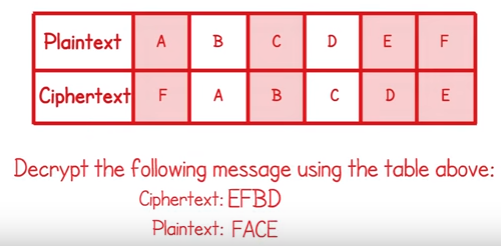 Plaintext A B C D E F
Ciphertext F A B C D E
Decrypt the following message using the table above:
Ciphertext: EFBD
Plaintext: FACE